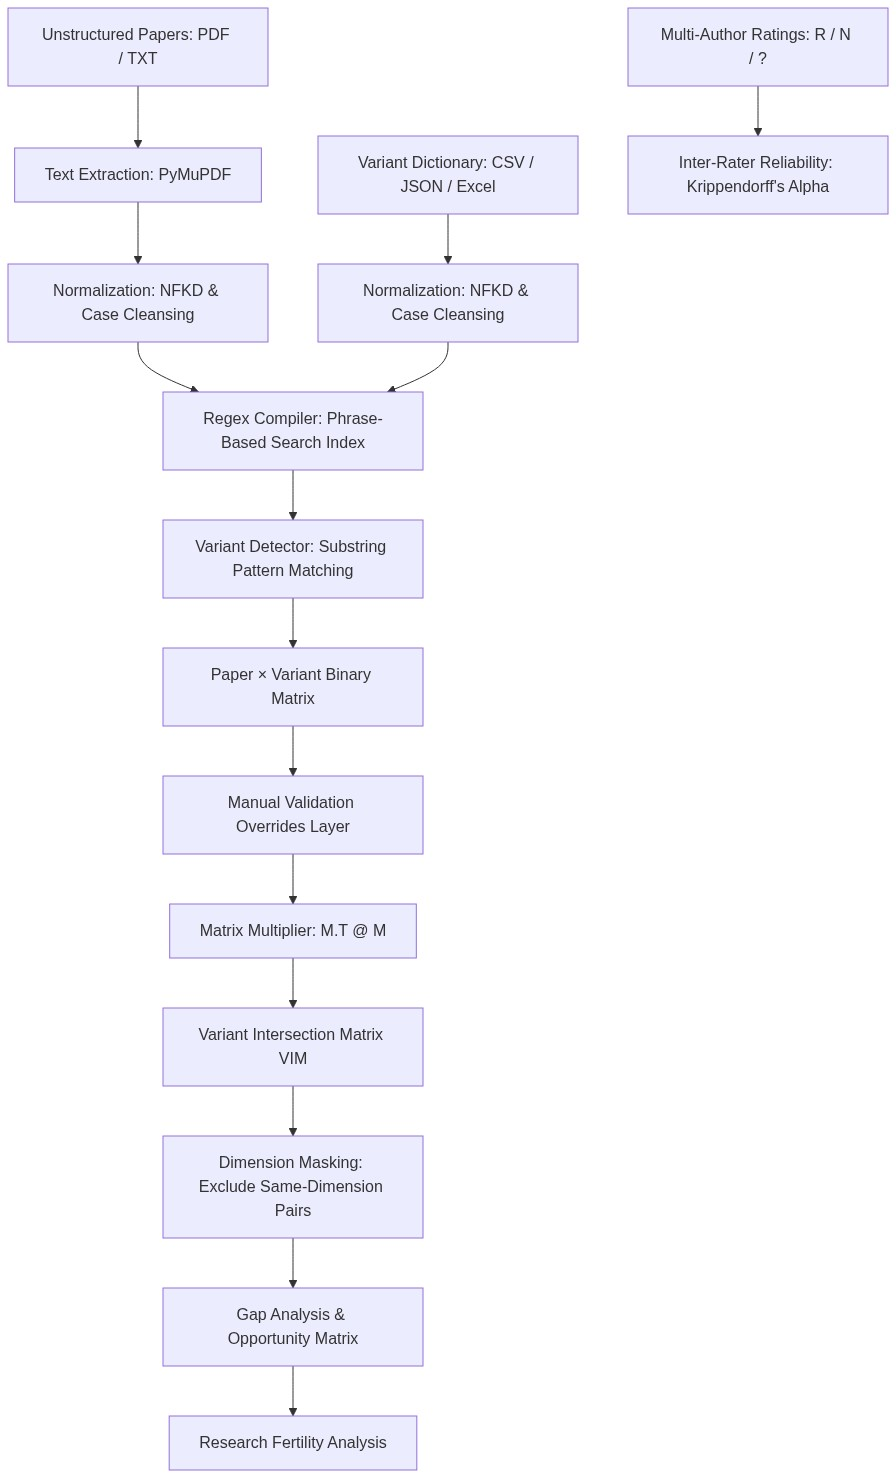 Unstructured Papers: PDF
/ TXT
Multi-Author Ratings: R / N
/ ?
Text Extraction: PyMuPDF
Variant Dictionary: CSV /
JSON / Excel
Inter-Rater Reliability:
Krippendorff's Alpha
Normalization: NFKD &
Case Cleansing
Normalization: NFKD &
Case Cleansing
Regex Compiler: Phrase-
Based Search Index
Variant Detector: Substring
Pattern Matching
Paper × Variant Binary
Matrix
Manual Validation
Overrides Layer
Matrix Multiplier: M.T @ M
Variant Intersection Matrix
VIM
Dimension Masking:
Exclude Same-Dimension
Pairs
Gap Analysis &
Opportunity Matrix
Research Fertility Analysis